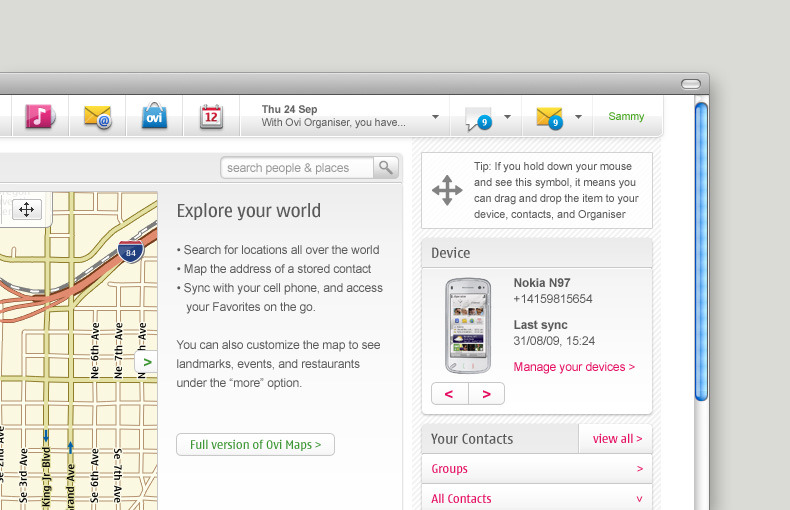 ovi
12
Thu 24 Sep
With Ovi Organiser, you have...
9
9
Sammy
search people & places
Tip: If you hold down your mouse
and see this symbol, it means you
can drag and drop the item to your
device, contacts, and Organiser
Explore your world
• Search for locations all over the world
• Map the address of a stored contact
• Sync with your cell phone, and access
your Favorites on the go.
You can also customize the map to see
landmarks, events, and restaurants
under the “more” option.
Full version of Ovi Maps >
84
Ne 6th Ave
Ne 7th Ave
Ave
>
Se 2nd Ave
Se 3rd Ave
King Jr Blvd
rand Ave
Se 6th Ave
Se 7th Ave
Device
Nokia N97
+14159815654
Last sync
31/08/09, 15:24
Manage your devices >
< >
Your Contacts view all >
Groups >
All Contacts v